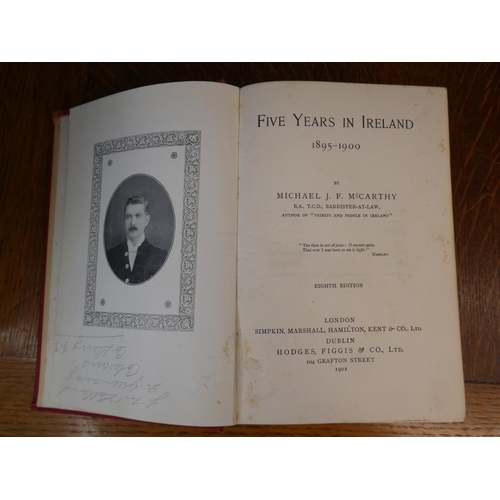 FIVE YEARS IN IRELAND
1895–1900
BY
MICHAEL J. F. McCARTHY
B.A., T.C.D., BARRISTER-AT-LAW,
AUTHOR OF "PRIESTS AND PEOPLE IN IRELAND"
"The time is out of joint: O cursed spite,
That ever I was born to set it right!"
HAMLET.
EIGHTH EDITION
LONDON
SIMPKIN, MARSHALL, HAMILTON, KENT & CO., LTD
DUBLIN
HODGES, FIGGIS & CO., LTD.
104 GRAFTON STREET
1902